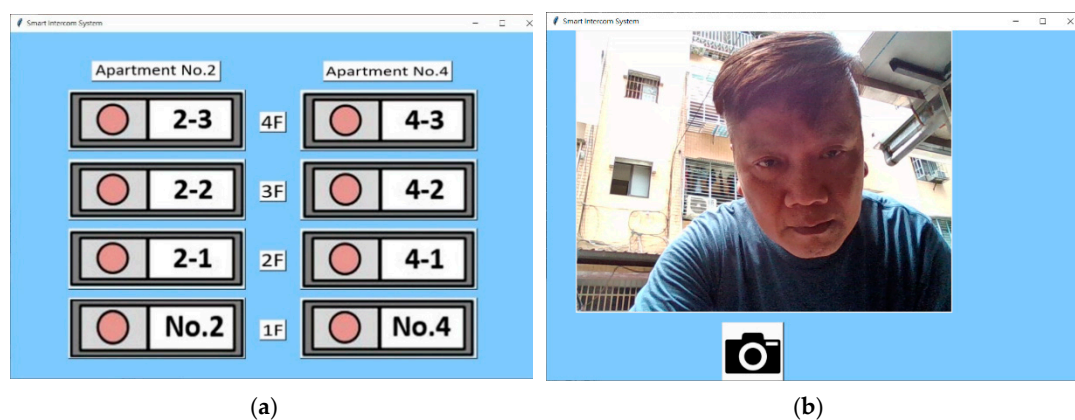 Smart Intercom System
Apartment No.2 Apartment No.4
2-3 4F 4-3
2-2 3F 4-2
2-1 2F 4-1
No.2 1F No.4
(a)
Smart Intercom System
(b)